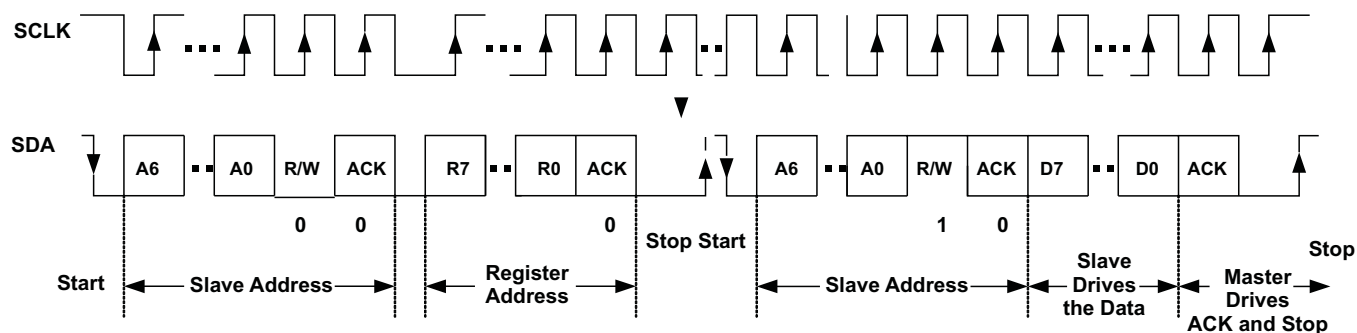 SCLK
SDA
A6 A0 R/W ACK R7 R0 ACK A6 A0 R/W ACK D7 D0 ACK
0 0 0 1 0
Stop Start
Start
Slave Address
Register
Address
Slave Address
Slave
Drives
the Data
Master
Drives
ACK and Stop
Stop